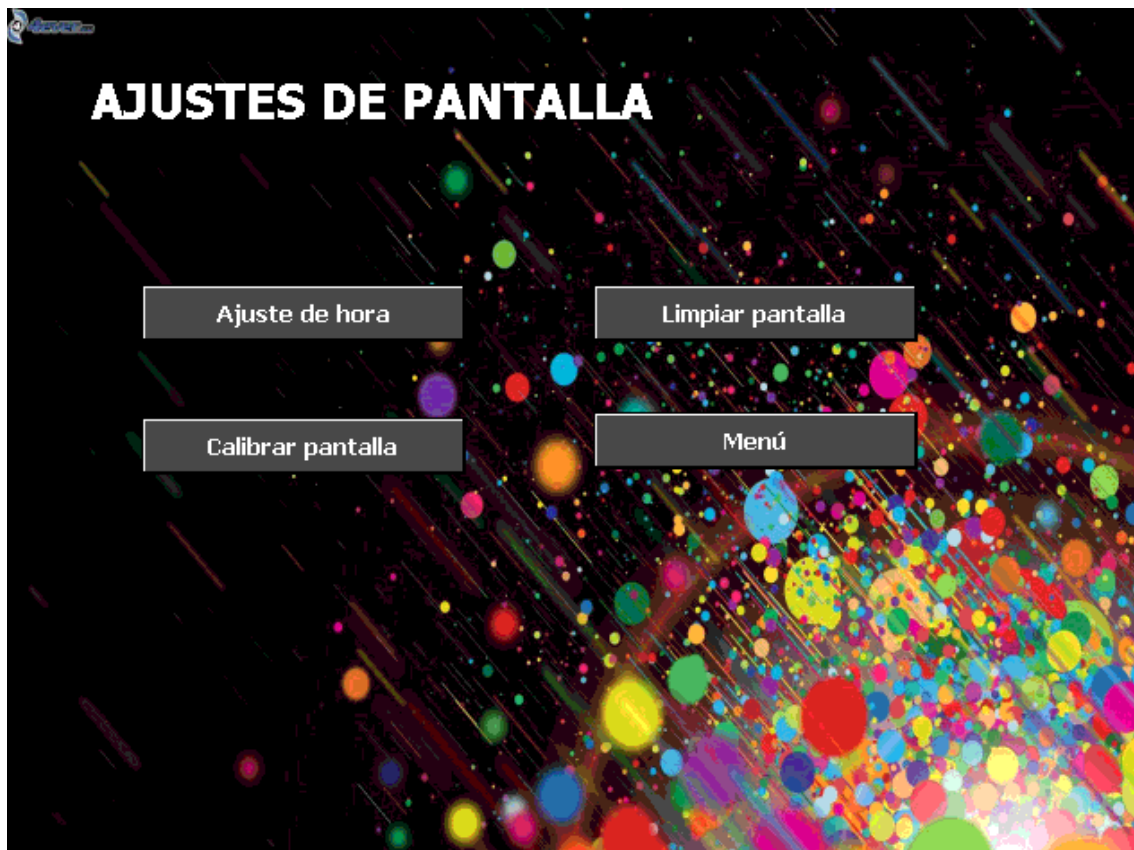 AJUSTES DE PANTALLA
Ajuste de hora
Limpiar pantalla
Calibrar pantalla
Menú